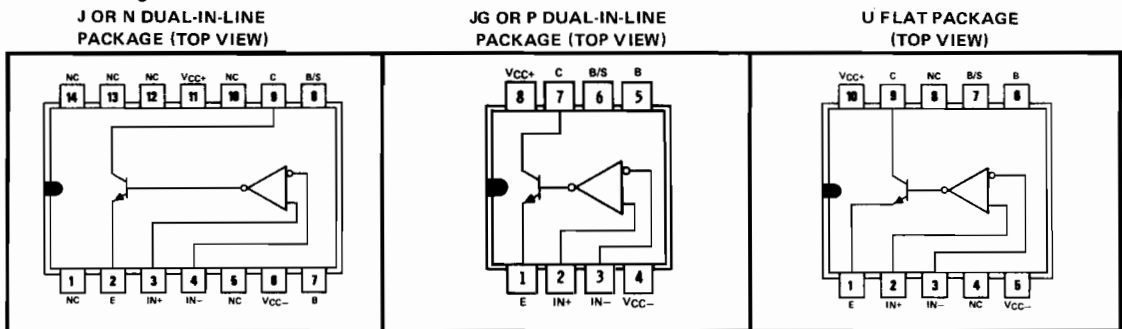 J OR N DUAL-IN-LINE
PACKAGE (TOP VIEW)
NC NC NC VCC+ NC C B/S
14 13 12 11 10 9 8
1 2 3 4 5 6 7
NC E IN+ IN− NC VCC− B
JG OR P DUAL-IN-LINE
PACKAGE (TOP VIEW)
VCC+ C B/S B
8 7 6 5
1 2 3 4
E IN+ IN− VCC−
U FLAT PACKAGE
(TOP VIEW)
VCC+ C NC B/S B
10 9 8 7 6
1 2 3 4 5
E IN+ IN− NC VCC−